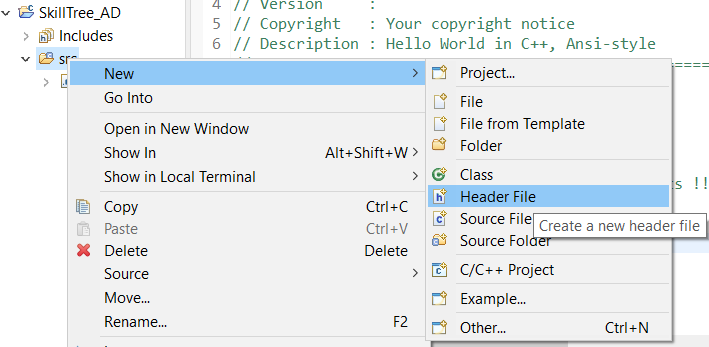 SkillTree_AD
Includes
src
4 // Version :
5 // Copyright : Your copyright notice
6 // Description : Hello World in C++, Ansi-style
New
Go Into
Open in New Window
Show In Alt+Shift+W
Show in Local Terminal
Copy Ctrl+C
Paste Ctrl+V
Delete Delete
Source
Move...
Rename... F2
Project...
File
File from Template
Folder
Class
Header File
Source File
Source Folder
C/C++ Project
Example...
Other... Ctrl+N
Create a new header file
!!